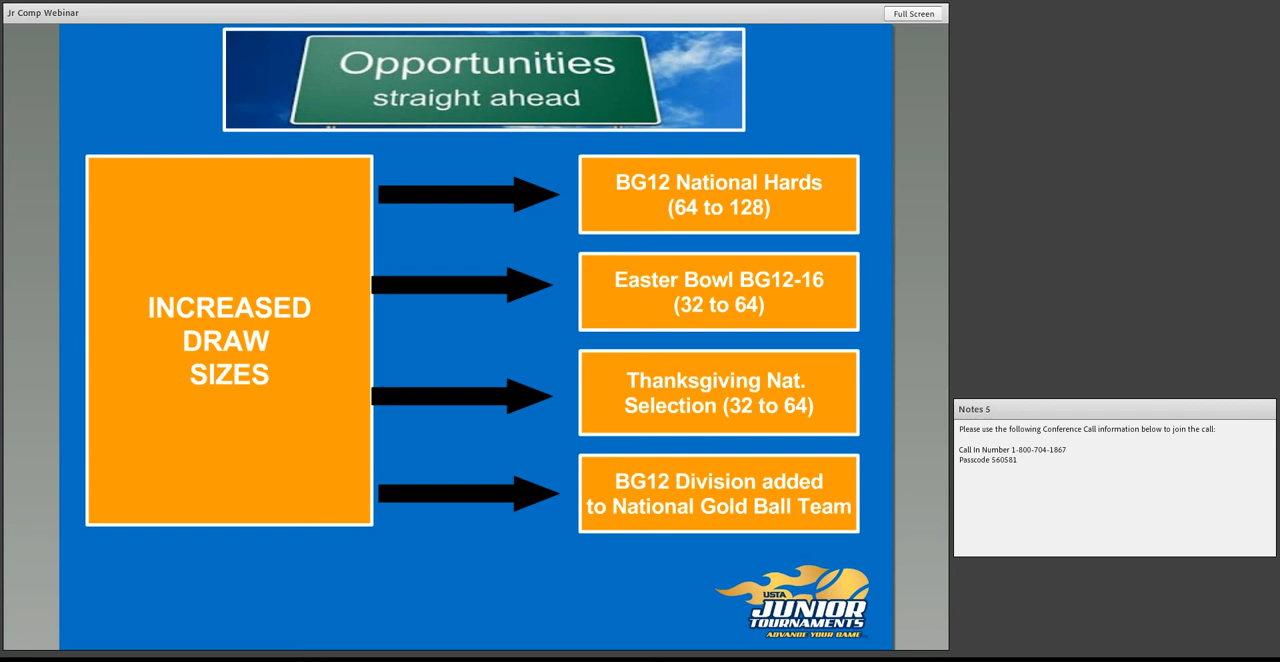 Jr Comp Webinar
Full Screen
Opportunities
straight ahead
INCREASED
DRAW
SIZES
BG12 National Hards
(64 to 128)
Easter Bowl BG12-16
(32 to 64)
Thanksgiving Nat.
Selection (32 to 64)
BG12 Division added
to National Gold Ball Team
USTA
JUNIOR
TOURNAMENTS
ADVANCE YOUR GAME
Notes 5
Please use the following Conference Call information below to join the call:
Call In Number 1-800-704-1867
Passcode 560581